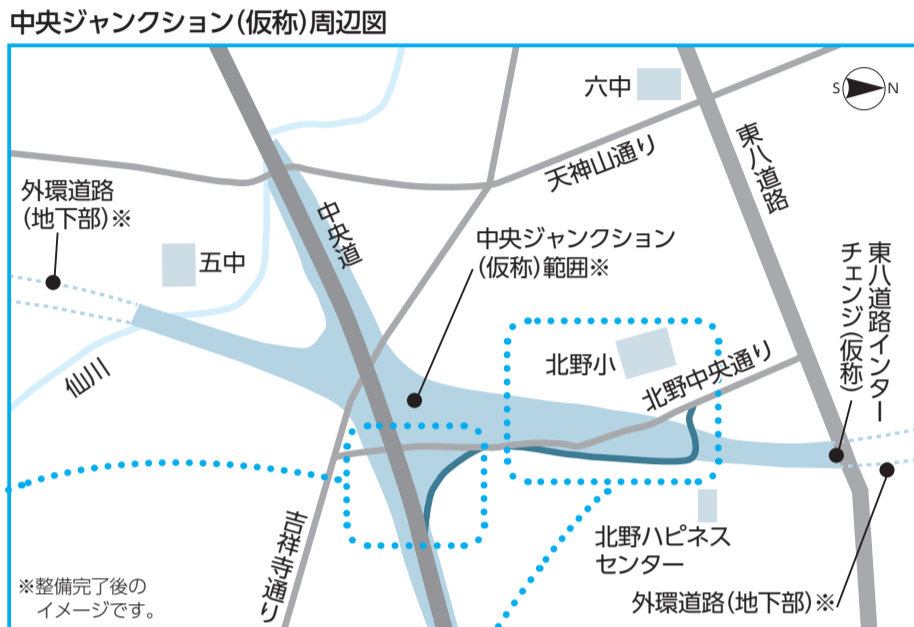 中央ジャンクション(仮称)周辺図
六中
S N
東八道路
天神山通り
外環道路
(地下部)※
五中
中央道
中央ジャンクション
(仮称)範囲※
東八道路インター
チェンジ(仮称)
北野小
北野中央通り
仙川
吉祥寺通り
北野ハピネス
センター
外環道路(地下部)※
※整備完了後の
イメージです。